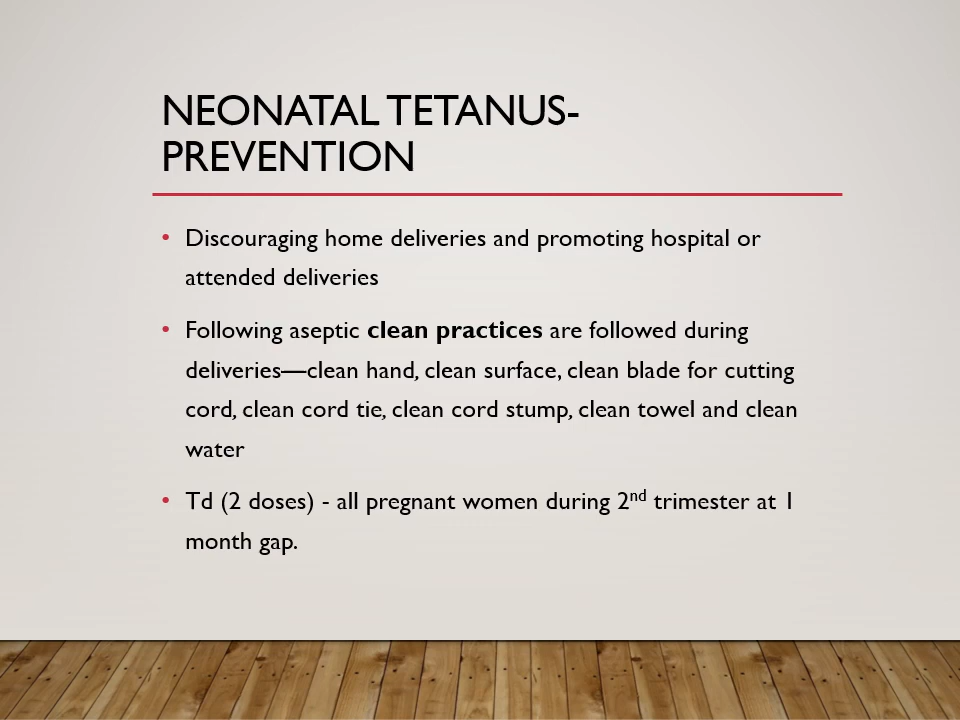 NEONATAL TETANUS-
PREVENTION
• Discouraging home deliveries and promoting hospital or
attended deliveries
• Following aseptic clean practices are followed during
deliveries—clean hand, clean surface, clean blade for cutting
cord, clean cord tie, clean cord stump, clean towel and clean
water
• Td (2 doses) - all pregnant women during 2nd trimester at 1
month gap.